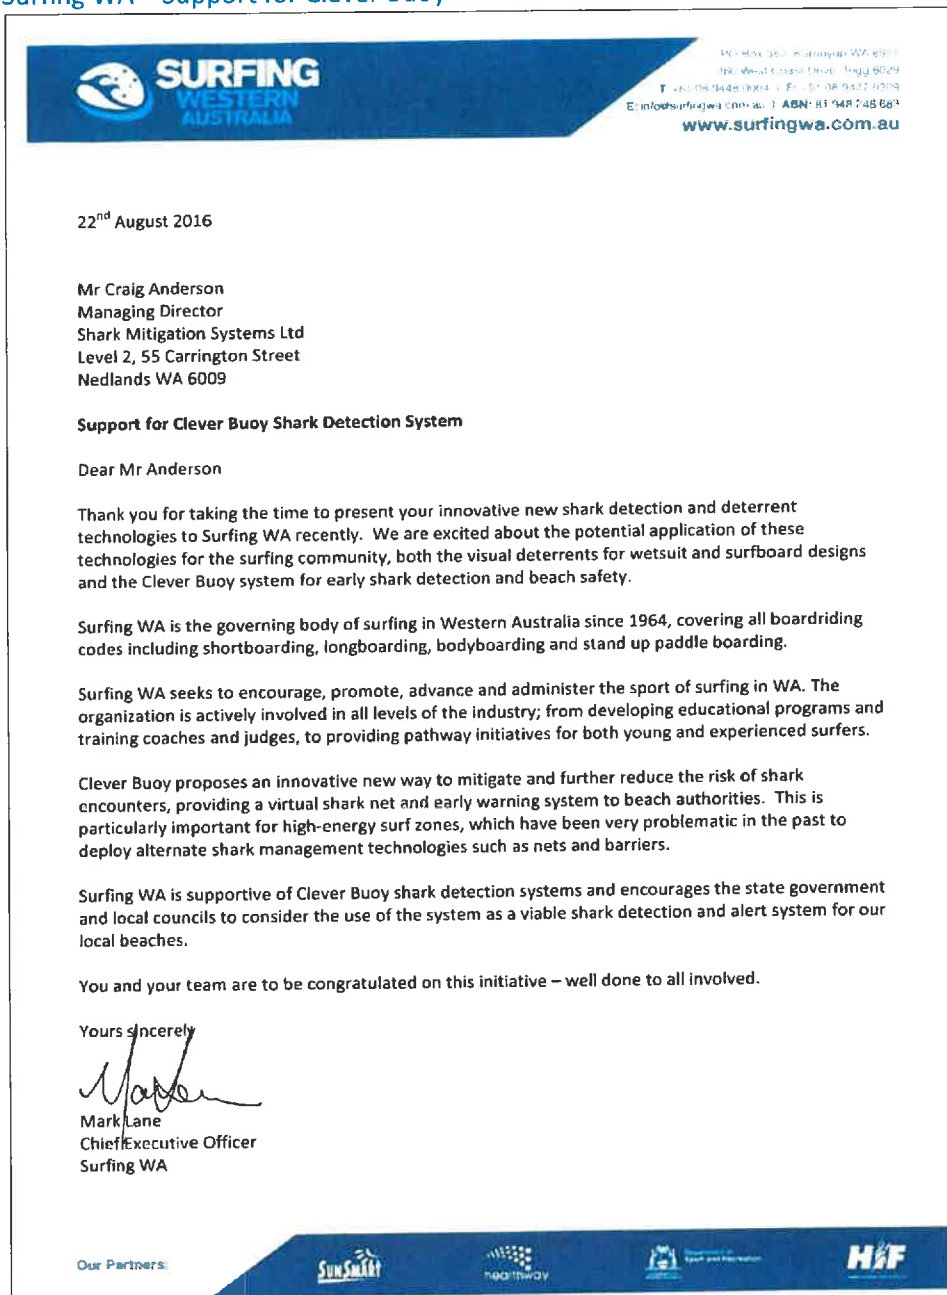 Surfing WA – Support for Clever Buoy
SURFING
WESTERN
AUSTRALIA
www.surfingwa.com.au
22nd August 2016
Mr Craig Anderson
Managing Director
Shark Mitigation Systems Ltd
Level 2, 55 Carrington Street
Nedlands WA 6009
Support for Clever Buoy Shark Detection System
Dear Mr Anderson
Thank you for taking the time to present your innovative new shark detection and deterrent
technologies to Surfing WA recently. We are excited about the potential application of these
technologies for the surfing community, both the visual deterrents for wetsuit and surfboard designs
and the Clever Buoy system for early shark detection and beach safety.
Surfing WA is the governing body of surfing in Western Australia since 1964, covering all boardriding
codes including shortboarding, longboarding, bodyboarding and stand up paddle boarding.
Surfing WA seeks to encourage, promote, advance and administer the sport of surfing in WA. The
organization is actively involved in all levels of the industry; from developing educational programs and
training coaches and judges, to providing pathway initiatives for both young and experienced surfers.
Clever Buoy proposes an innovative new way to mitigate and further reduce the risk of shark
encounters, providing a virtual shark net and early warning system to beach authorities. This is
particularly important for high-energy surf zones, which have been very problematic in the past to
deploy alternate shark management technologies such as nets and barriers.
Surfing WA is supportive of Clever Buoy shark detection systems and encourages the state government
and local councils to consider the use of the system as a viable shark detection and alert system for our
local beaches.
You and your team are to be congratulated on this initiative – well done to all involved.
Yours sincerely
Mark Lane
Chief Executive Officer
Surfing WA
Our Partners:
SUNSMART
healthway
Sport and Recreation
HIF